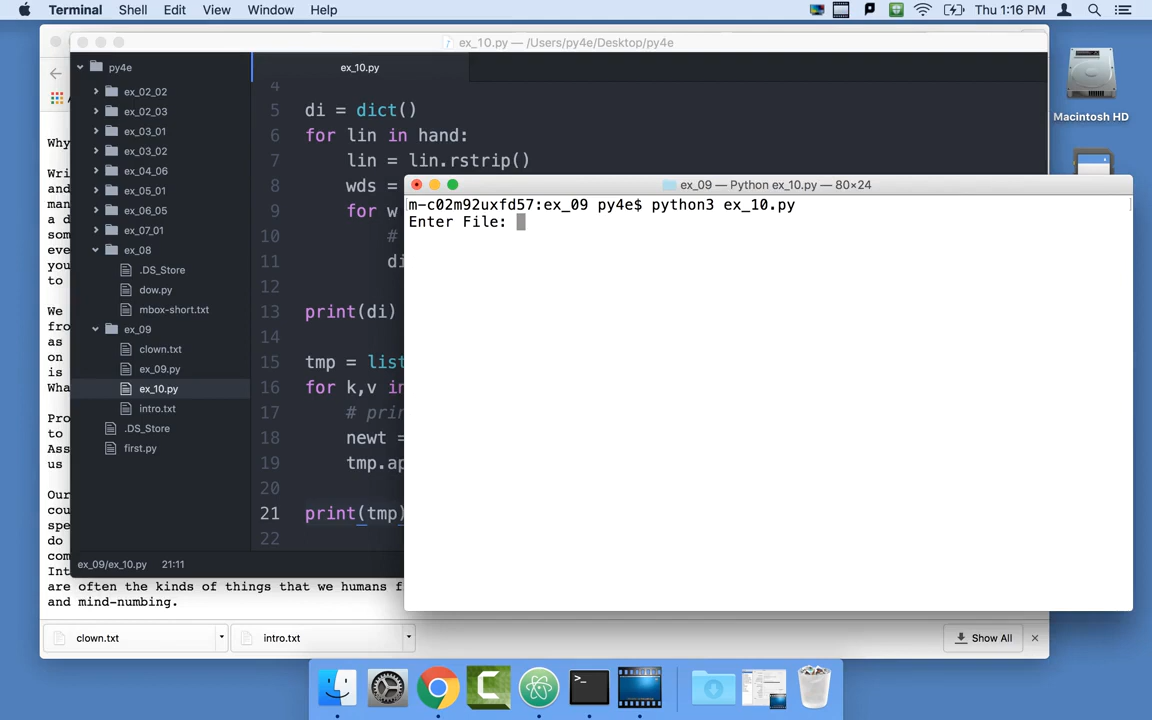 Terminal Shell Edit View Window Help Thu 1:16 PM
ex_10.py — /Users/py4e/Desktop/py4e
py4e
ex_02_02
ex_02_03
ex_03_01
ex_03_02
ex_04_06
ex_05_01
ex_06_05
ex_07_01
ex_08
.DS_Store
dow.py
mbox-short.txt
ex_09
clown.txt
ex_09.py
ex_10.py
intro.txt
.DS_Store
first.py
ex_09/ex_10.py 21:11
ex_10.py
4
5 di = dict()
6 for lin in hand:
7 lin = lin.rstrip()
8 wds =
9 for w
10 #
11 di
12
13 print(di)
14
15 tmp = list
16 for k,v in
17 # prin
18 newt =
19 tmp.ap
20
21 print(tmp)
22
ex_09 — Python ex_10.py — 80×24
m-c02m92uxfd57:ex_09 py4e$ python3 ex_10.py
Enter File:
Why
Wri
and
man
a d
som
eve
you
to
We
fro
as
on
is
Wha
Pro
to
Ass
us
Our
cou
spe
do
com
Int
are often the kinds of things that we humans f
and mind-numbing.
clown.txt
intro.txt
Show All
Macintosh HD